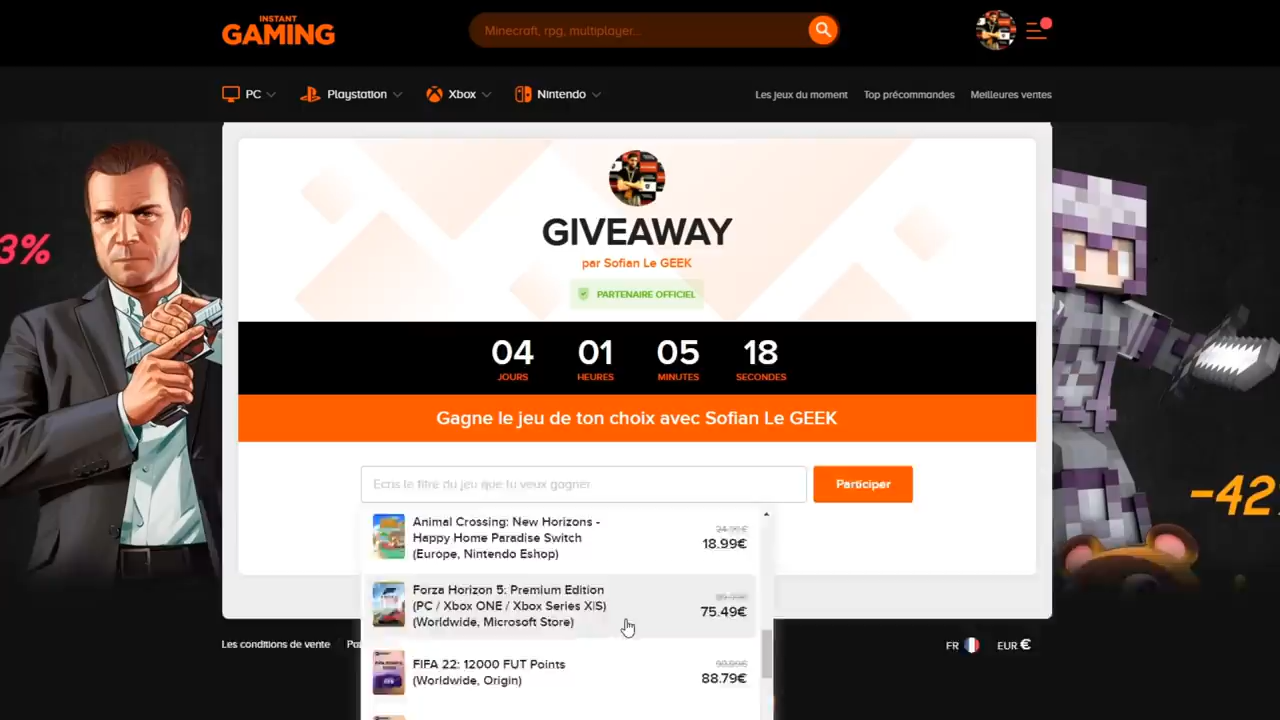 INSTANT
GAMING
Minecraft, rpg, multiplayer...
PC
Playstation
Xbox
Nintendo
Les jeux du moment
Top précommandes
Meilleures ventes
3%
GIVEAWAY
par Sofian Le GEEK
PARTENAIRE OFFICIEL
04
01
05
18
JOURS
HEURES
MINUTES
SECONDES
Gagne le jeu de ton choix avec Sofian Le GEEK
Ecris le titre du jeu que tu veux gagner
Participer
-42
Animal Crossing: New Horizons -
Happy Home Paradise Switch
(Europe, Nintendo Eshop)
18.99€
Forza Horizon 5: Premium Edition
(PC / Xbox ONE / Xbox Series X|S)
(Worldwide, Microsoft Store)
75.49€
FIFA 22: 12000 FUT Points
(Worldwide, Origin)
88.79€
Les conditions de vente
FR
EUR €